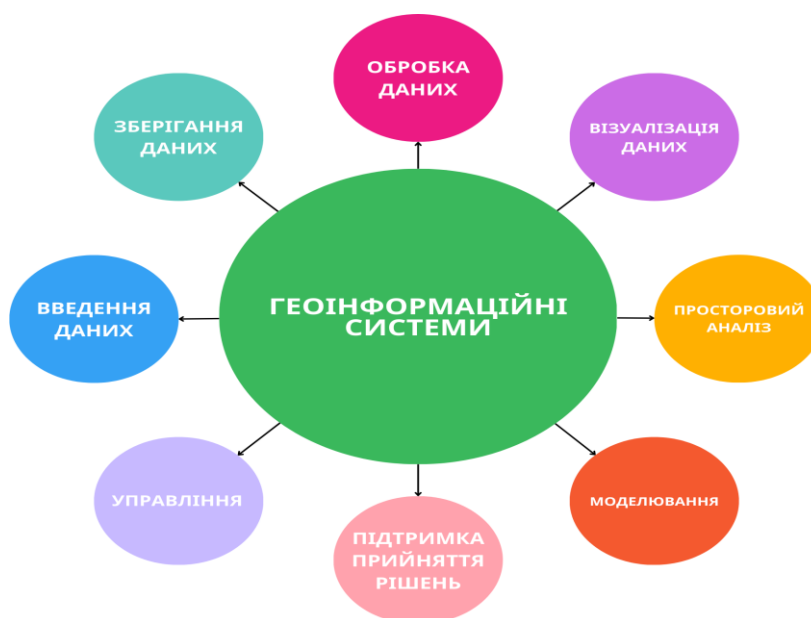 ОБРОБКА
ДАНИХ
ЗБЕРІГАННЯ
ДАНИХ
ВІЗУАЛІЗАЦІЯ
ДАНИХ
ВВЕДЕННЯ
ДАНИХ
ГЕОІНФОРМАЦІЙНІ
СИСТЕМИ
ПРОСТОРОВИЙ
АНАЛІЗ
УПРАВЛІННЯ
МОДЕЛЮВАННЯ
ПІДТРИМКА
ПРИЙНЯТТЯ
РІШЕНЬ